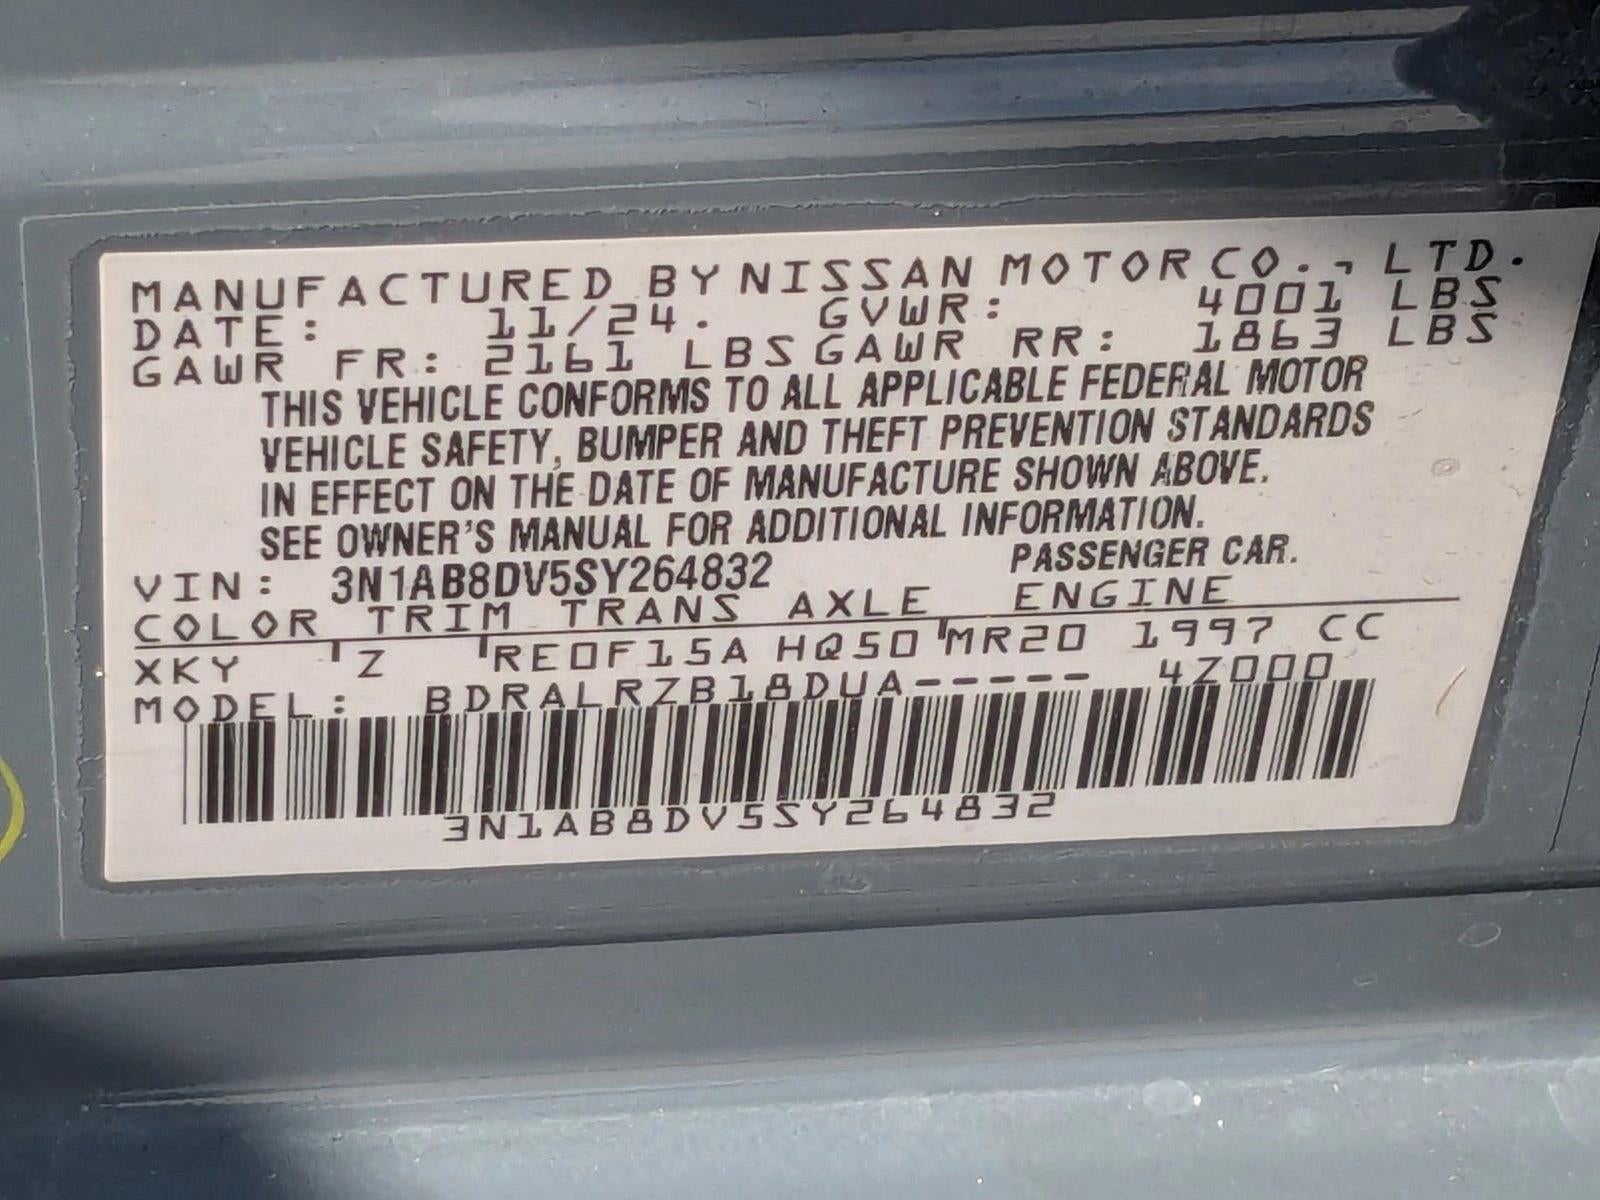 MANUFACTURED BY NISSAN MOTOR CO., LTD.
DATE: 11/24. GVWR: 4001 LBS
GAWR FR: 2161 LBS GAWR RR: 1863 LBS
THIS VEHICLE CONFORMS TO ALL APPLICABLE FEDERAL MOTOR
VEHICLE SAFETY, BUMPER AND THEFT PREVENTION STANDARDS
IN EFFECT ON THE DATE OF MANUFACTURE SHOWN ABOVE.
SEE OWNER'S MANUAL FOR ADDITIONAL INFORMATION.
VIN: 3N1AB8DV5SY264832 PASSENGER CAR.
COLOR TRIM TRANS AXLE ENGINE
XKY Z RE0F15A HQ50 MR20 1997 CC
MODEL: BDRALRZB18DUA----- 4Z000
3N1AB8DV5SY264832